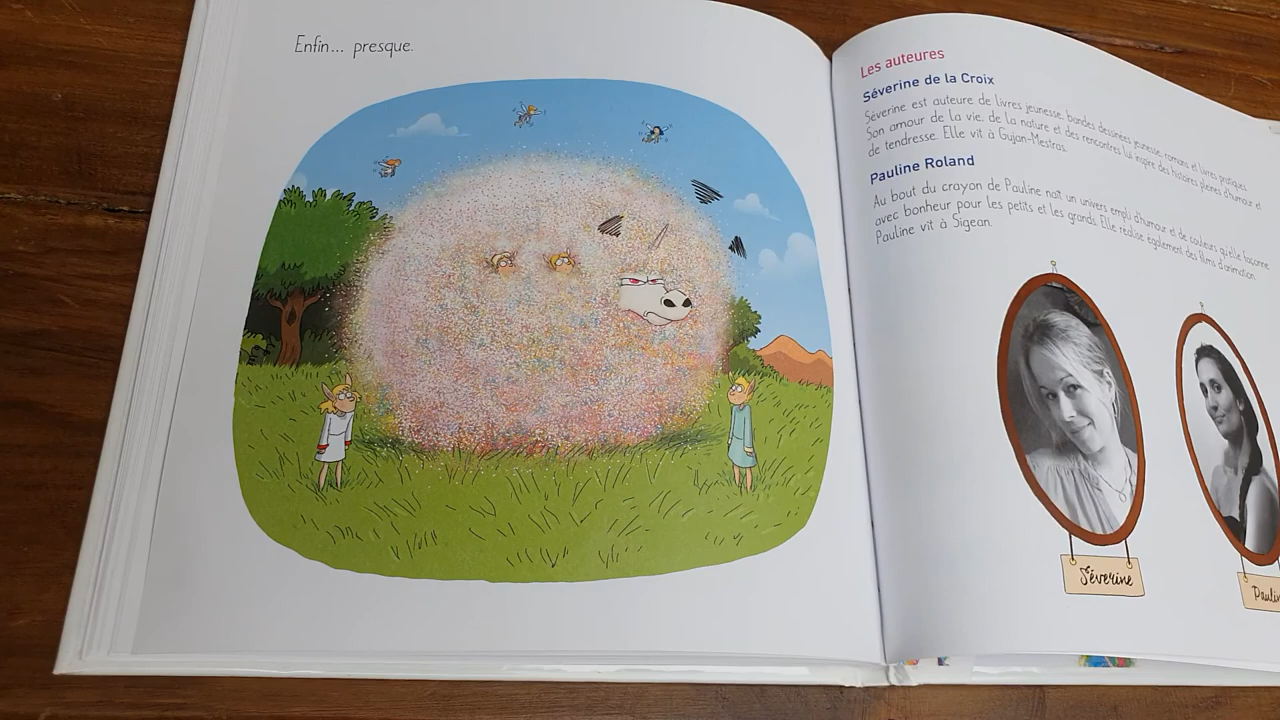 Enfin... presque.
Les auteures
Séverine de la Croix
Séverine est auteure de livres jeunesse, bandes dessinées jeunesse, romans et livres pratiques.
Son amour de la vie, de la nature et des rencontres lui inspire des histoires pleines d'humour et
de tendresse. Elle vit à Gujan-Mestras.
Pauline Roland
Au bout du crayon de Pauline naît un univers empli d'humour et de couleurs qu'elle façonne
avec bonheur pour les petits et les grands. Elle réalise également des films d'animation.
Pauline vit à Sigean.
Séverine